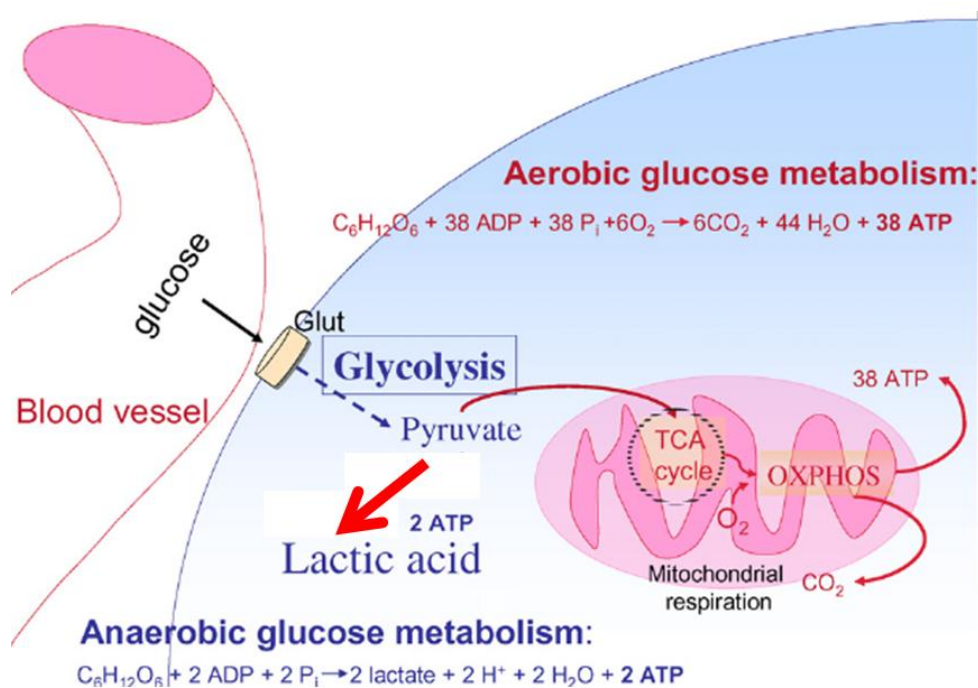 Aerobic glucose metabolism:
C₆H₁₂O₆ + 38 ADP + 38 Pᵢ +6O₂ → 6CO₂ + 44 H₂O + 38 ATP
glucose
Glut
Glycolysis
Blood vessel
Pyruvate
38 ATP
TCA
cycle
OXPHOS
O₂
2 ATP
Lactic acid
Mitochondrial
respiration
CO₂
Anaerobic glucose metabolism:
C₆H₁₂O₆ + 2 ADP + 2 Pᵢ → 2 lactate + 2 H⁺ + 2 H₂O + 2 ATP